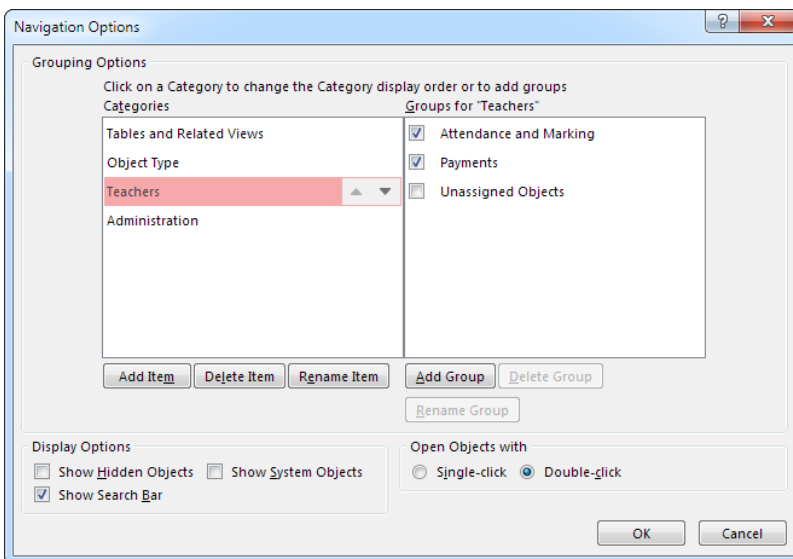 Navigation Options
Grouping Options
Click on a Category to change the Category display order or to add groups
Categories
Groups for "Teachers"
Tables and Related Views
Object Type
Teachers
Administration
Attendance and Marking
Payments
Unassigned Objects
Add Item Delete Item Rename Item
Add Group Delete Group
Rename Group
Display Options
Show Hidden Objects Show System Objects
Show Search Bar
Open Objects with
Single-click Double-click
OK Cancel